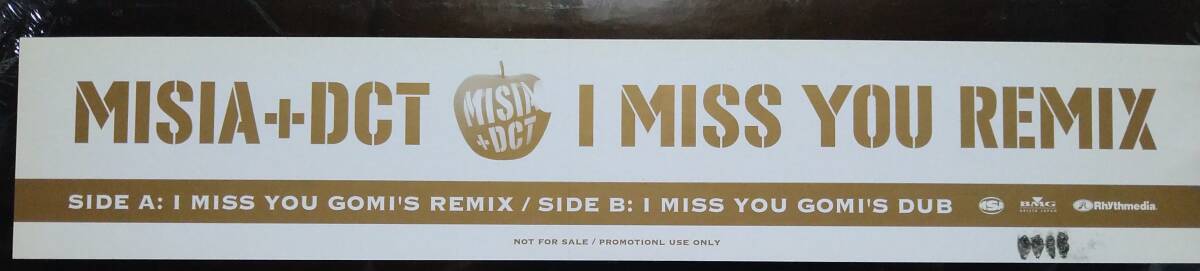 MISIA+DCT MISIA +DCT I MISS YOU REMIX
SIDE A: I MISS YOU GOMI'S REMIX / SIDE B: I MISS YOU GOMI'S DUB BMG Rhythmedia
NOT FOR SALE / PROMOTIONL USE ONLY